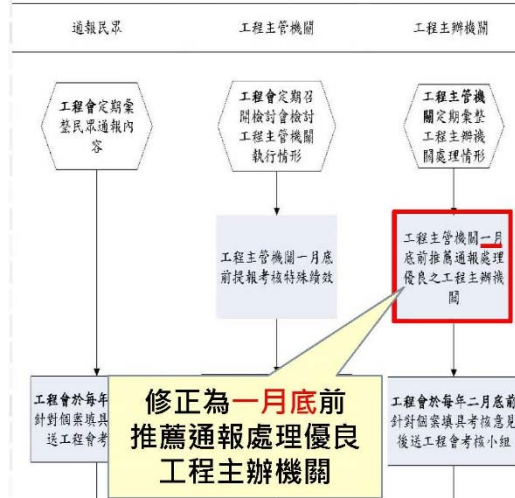 通報民眾
工程主管機關
工程主辦機關
工程會定期彙
整民眾通報內
容
工程會定期召
開檢討會檢討
工程主管機關
執行情形
工程主管機
關定期彙整
工程主辦機
關處理情形
工程主管機關一月底
前提報考核特殊績效
工程主管機關一月
底前推薦通報處理
優良之工程主辦機
關
工程會於每年
針對個案填具
送工程會考
修正為一月底前
推薦通報處理優良
工程主辦機關
工程會於每年二月底前
針對個案填具考核意見
後送工程會考核小組